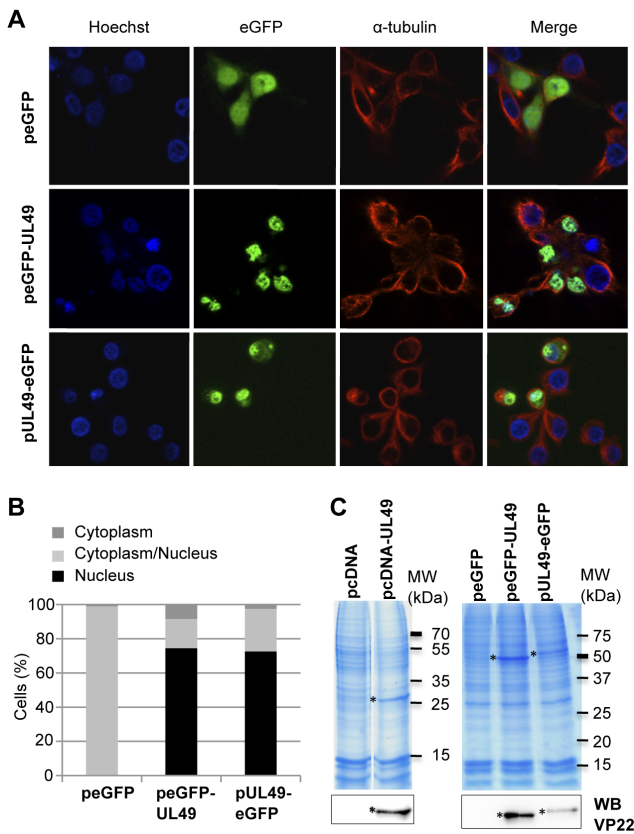 A
Hoechst eGFP α-tubulin Merge
peGFP
peGFP-UL49
pUL49-eGFP
B
Cytoplasm
Cytoplasm/Nucleus
Nucleus
Cells (%)
100
80
60
40
20
0
peGFP
peGFP-
UL49
pUL49-
eGFP
C
pcDNA
pcDNA-UL49
MW
(kDa)
70
55
35
25
15
*
*
peGFP
peGFP-UL49
pUL49-eGFP
MW
(kDa)
75
50
37
25
20
15
* *
* *
WB
VP22